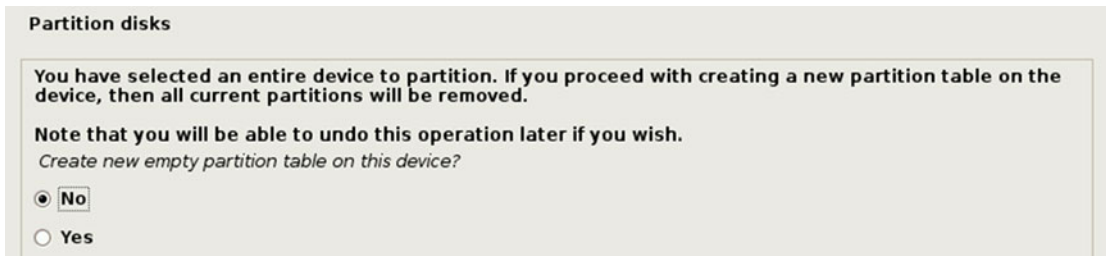 Partition disks
You have selected an entire device to partition. If you proceed with creating a new partition table on the
device, then all current partitions will be removed.
Note that you will be able to undo this operation later if you wish.
Create new empty partition table on this device?
No
Yes